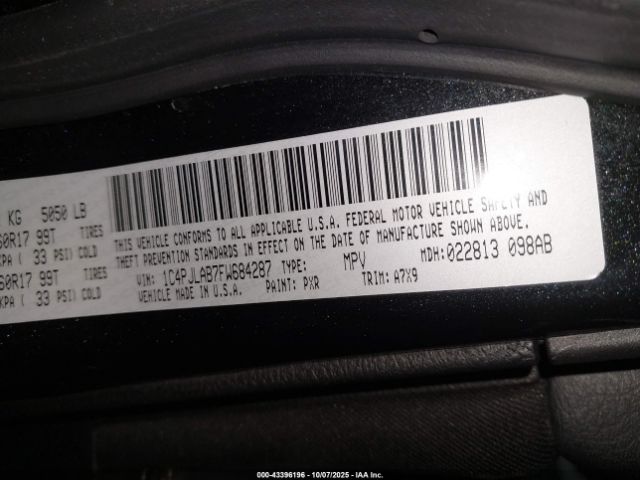 KG 5050 LB
60R17 99T TIRES
KPA ( 33 PSI) COLD
60R17 99T TIRES
KPA ( 33 PSI) COLD
THIS VEHICLE CONFORMS TO ALL APPLICABLE U.S.A. FEDERAL MOTOR VEHICLE SAFETY AND
THEFT PREVENTION STANDARDS IN EFFECT ON THE DATE OF MANUFACTURE SHOWN ABOVE.
VIN: 1C4PJLAB7FW684287 TYPE: MPV MDH: 022813 098AB
VEHICLE MADE IN U.S.A. PAINT: PXR TRIM: A7X9
000-43396196 - 10/07/2025 - IAA Inc.